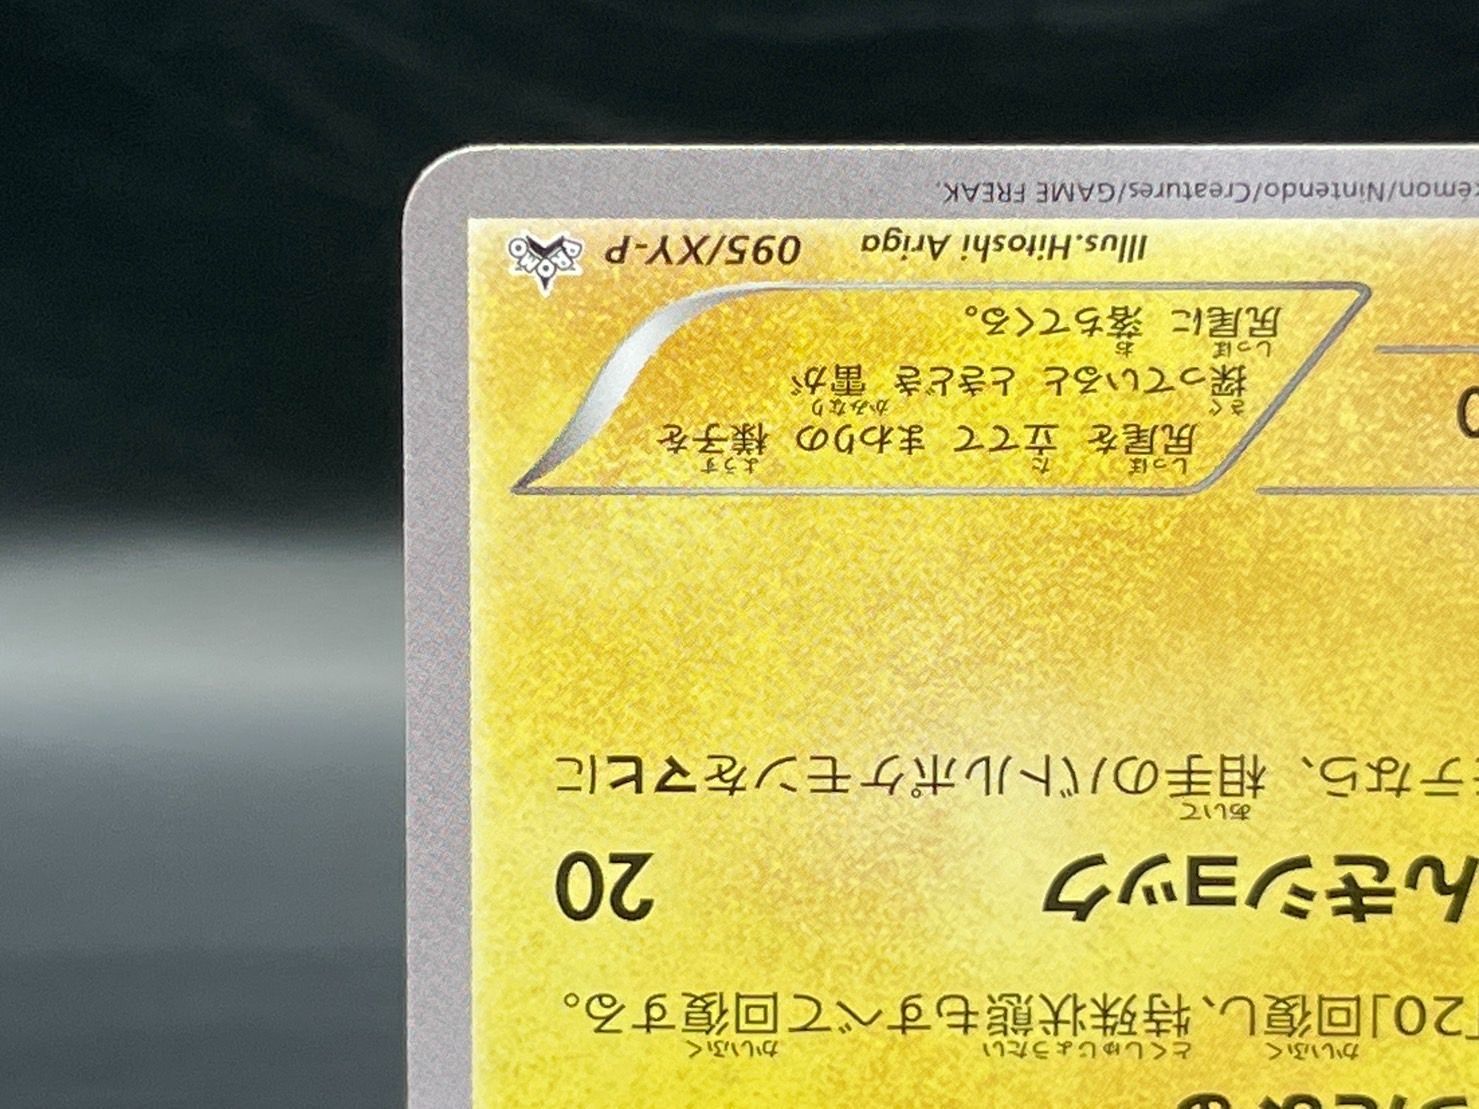 20」回復し、特殊状態もすべて回復する。
んきショック 20
テなら、相手のバトルポケモンをマヒに
尻尾を 立てて まわりの 様子を
探っていると ときどき 雷が
尻尾に 落ちてくる。
Illus.Hitoshi Ariga 095/XY-P PROMO
émon/Nintendo/Creatures/GAME FREAK.